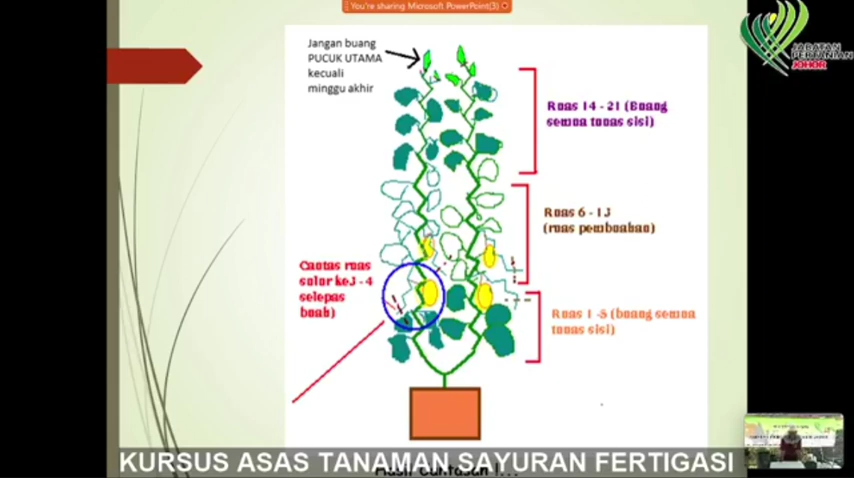 You're sharing Microsoft PowerPoint(3)
JABATAN
PERTANIAN
JOHOR
Jangan buang
PUCUK UTAMA
kecuali
minggu akhir
Ruas 14 - 21 (Buang
semua tunas sisi)
Ruas 6 - 13
(ruas pembuahan)
Cantas ruas
sulur ke3 - 4
selepas
buah)
Ruas 1 -5 (buang semua
tunas sisi)
KURSUS ASAS TANAMAN SAYURAN FERTIGASI